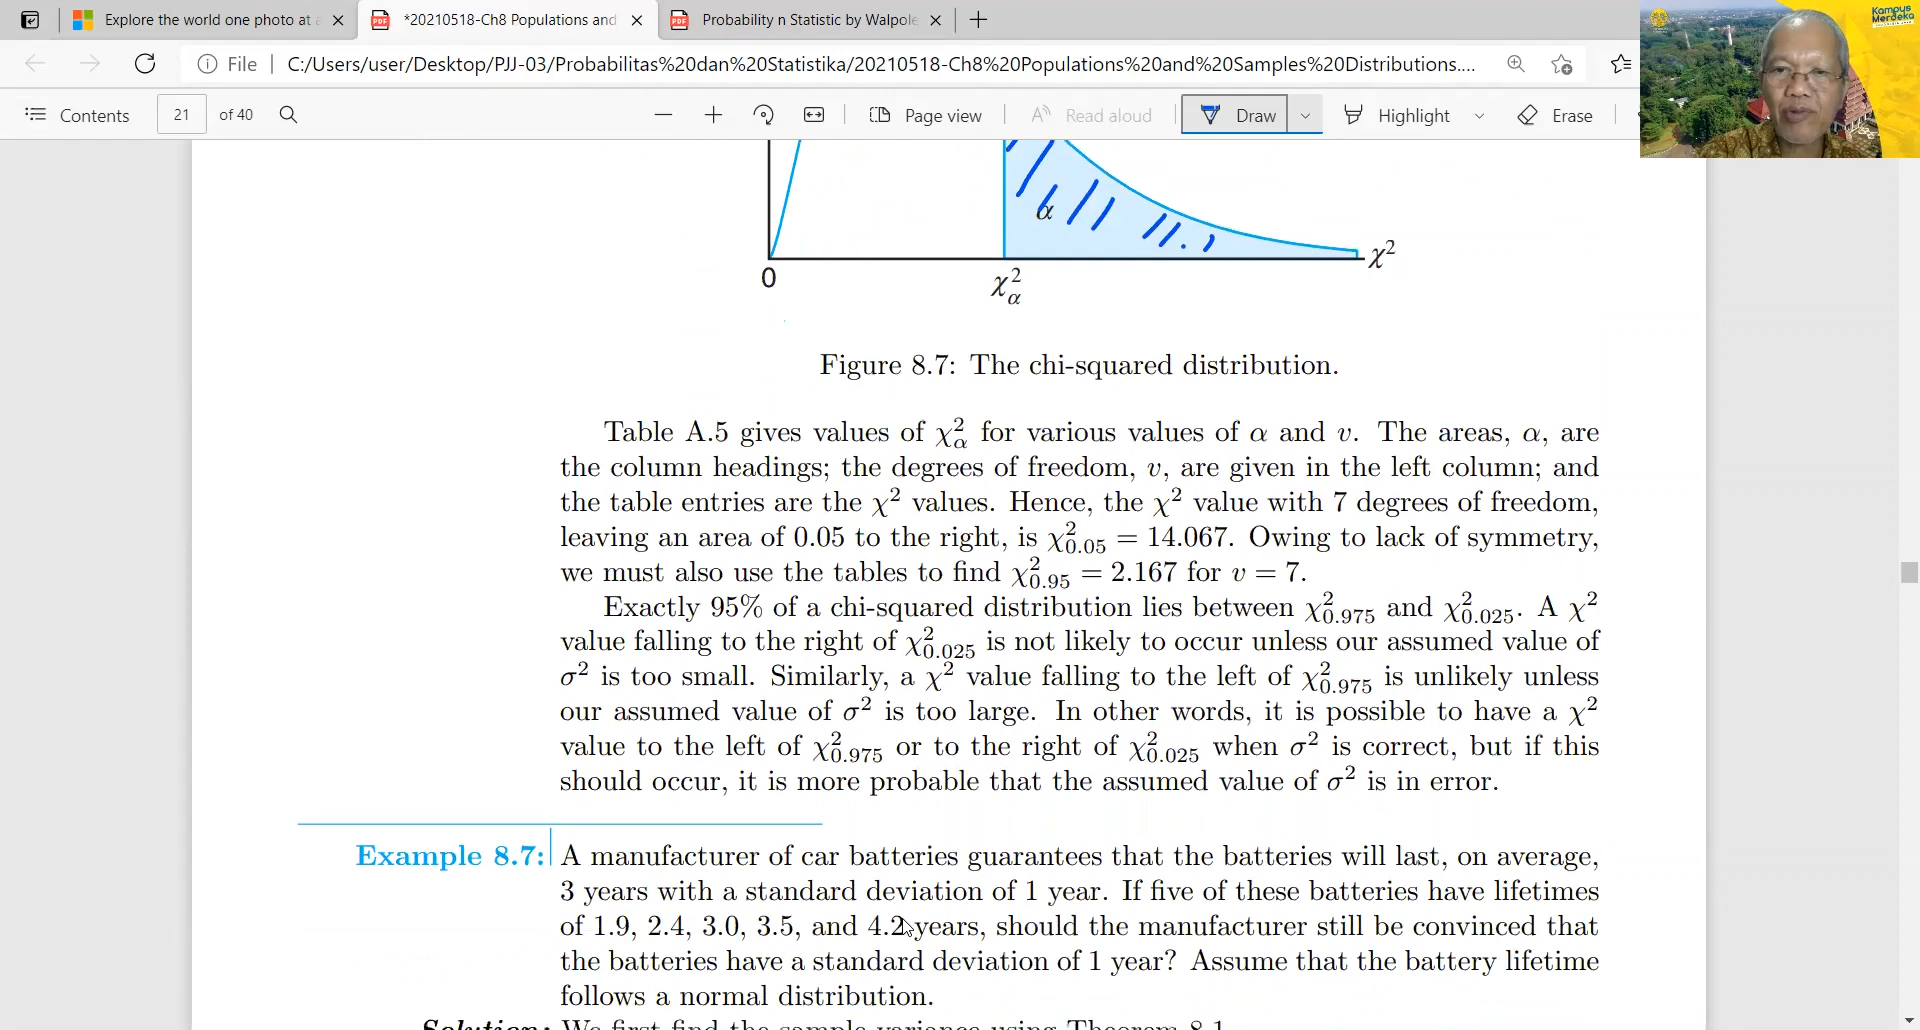 Explore the world one photo at a
*20210518-Ch8 Populations and
Probability n Statistic by Walpole
Kampus
Merdeka
File
C:/Users/user/Desktop/PJJ-03/Probabilitas%20dan%20Statistika/20210518-Ch8%20Populations%20and%20Samples%20Distributions....
Contents
21
of 40
Page view
Read aloud
Draw
Highlight
Erase
α
χ²
0
χ²α
Figure 8.7: The chi-squared distribution.
Table A.5 gives values of χ²α for various values of α and v. The areas, α, are
the column headings; the degrees of freedom, v, are given in the left column; and
the table entries are the χ² values. Hence, the χ² value with 7 degrees of freedom,
leaving an area of 0.05 to the right, is χ²0.05 = 14.067. Owing to lack of symmetry,
we must also use the tables to find χ²0.95 = 2.167 for v = 7.
Exactly 95% of a chi-squared distribution lies between χ²0.975 and χ²0.025. A χ²
value falling to the right of χ²0.025 is not likely to occur unless our assumed value of
σ² is too small. Similarly, a χ² value falling to the left of χ²0.975 is unlikely unless
our assumed value of σ² is too large. In other words, it is possible to have a χ²
value to the left of χ²0.975 or to the right of χ²0.025 when σ² is correct, but if this
should occur, it is more probable that the assumed value of σ² is in error.
Example 8.7: A manufacturer of car batteries guarantees that the batteries will last, on average,
3 years with a standard deviation of 1 year. If five of these batteries have lifetimes
of 1.9, 2.4, 3.0, 3.5, and 4.2 years, should the manufacturer still be convinced that
the batteries have a standard deviation of 1 year? Assume that the battery lifetime
follows a normal distribution.
Solution: We first find the sample variance using Theorem 8.1